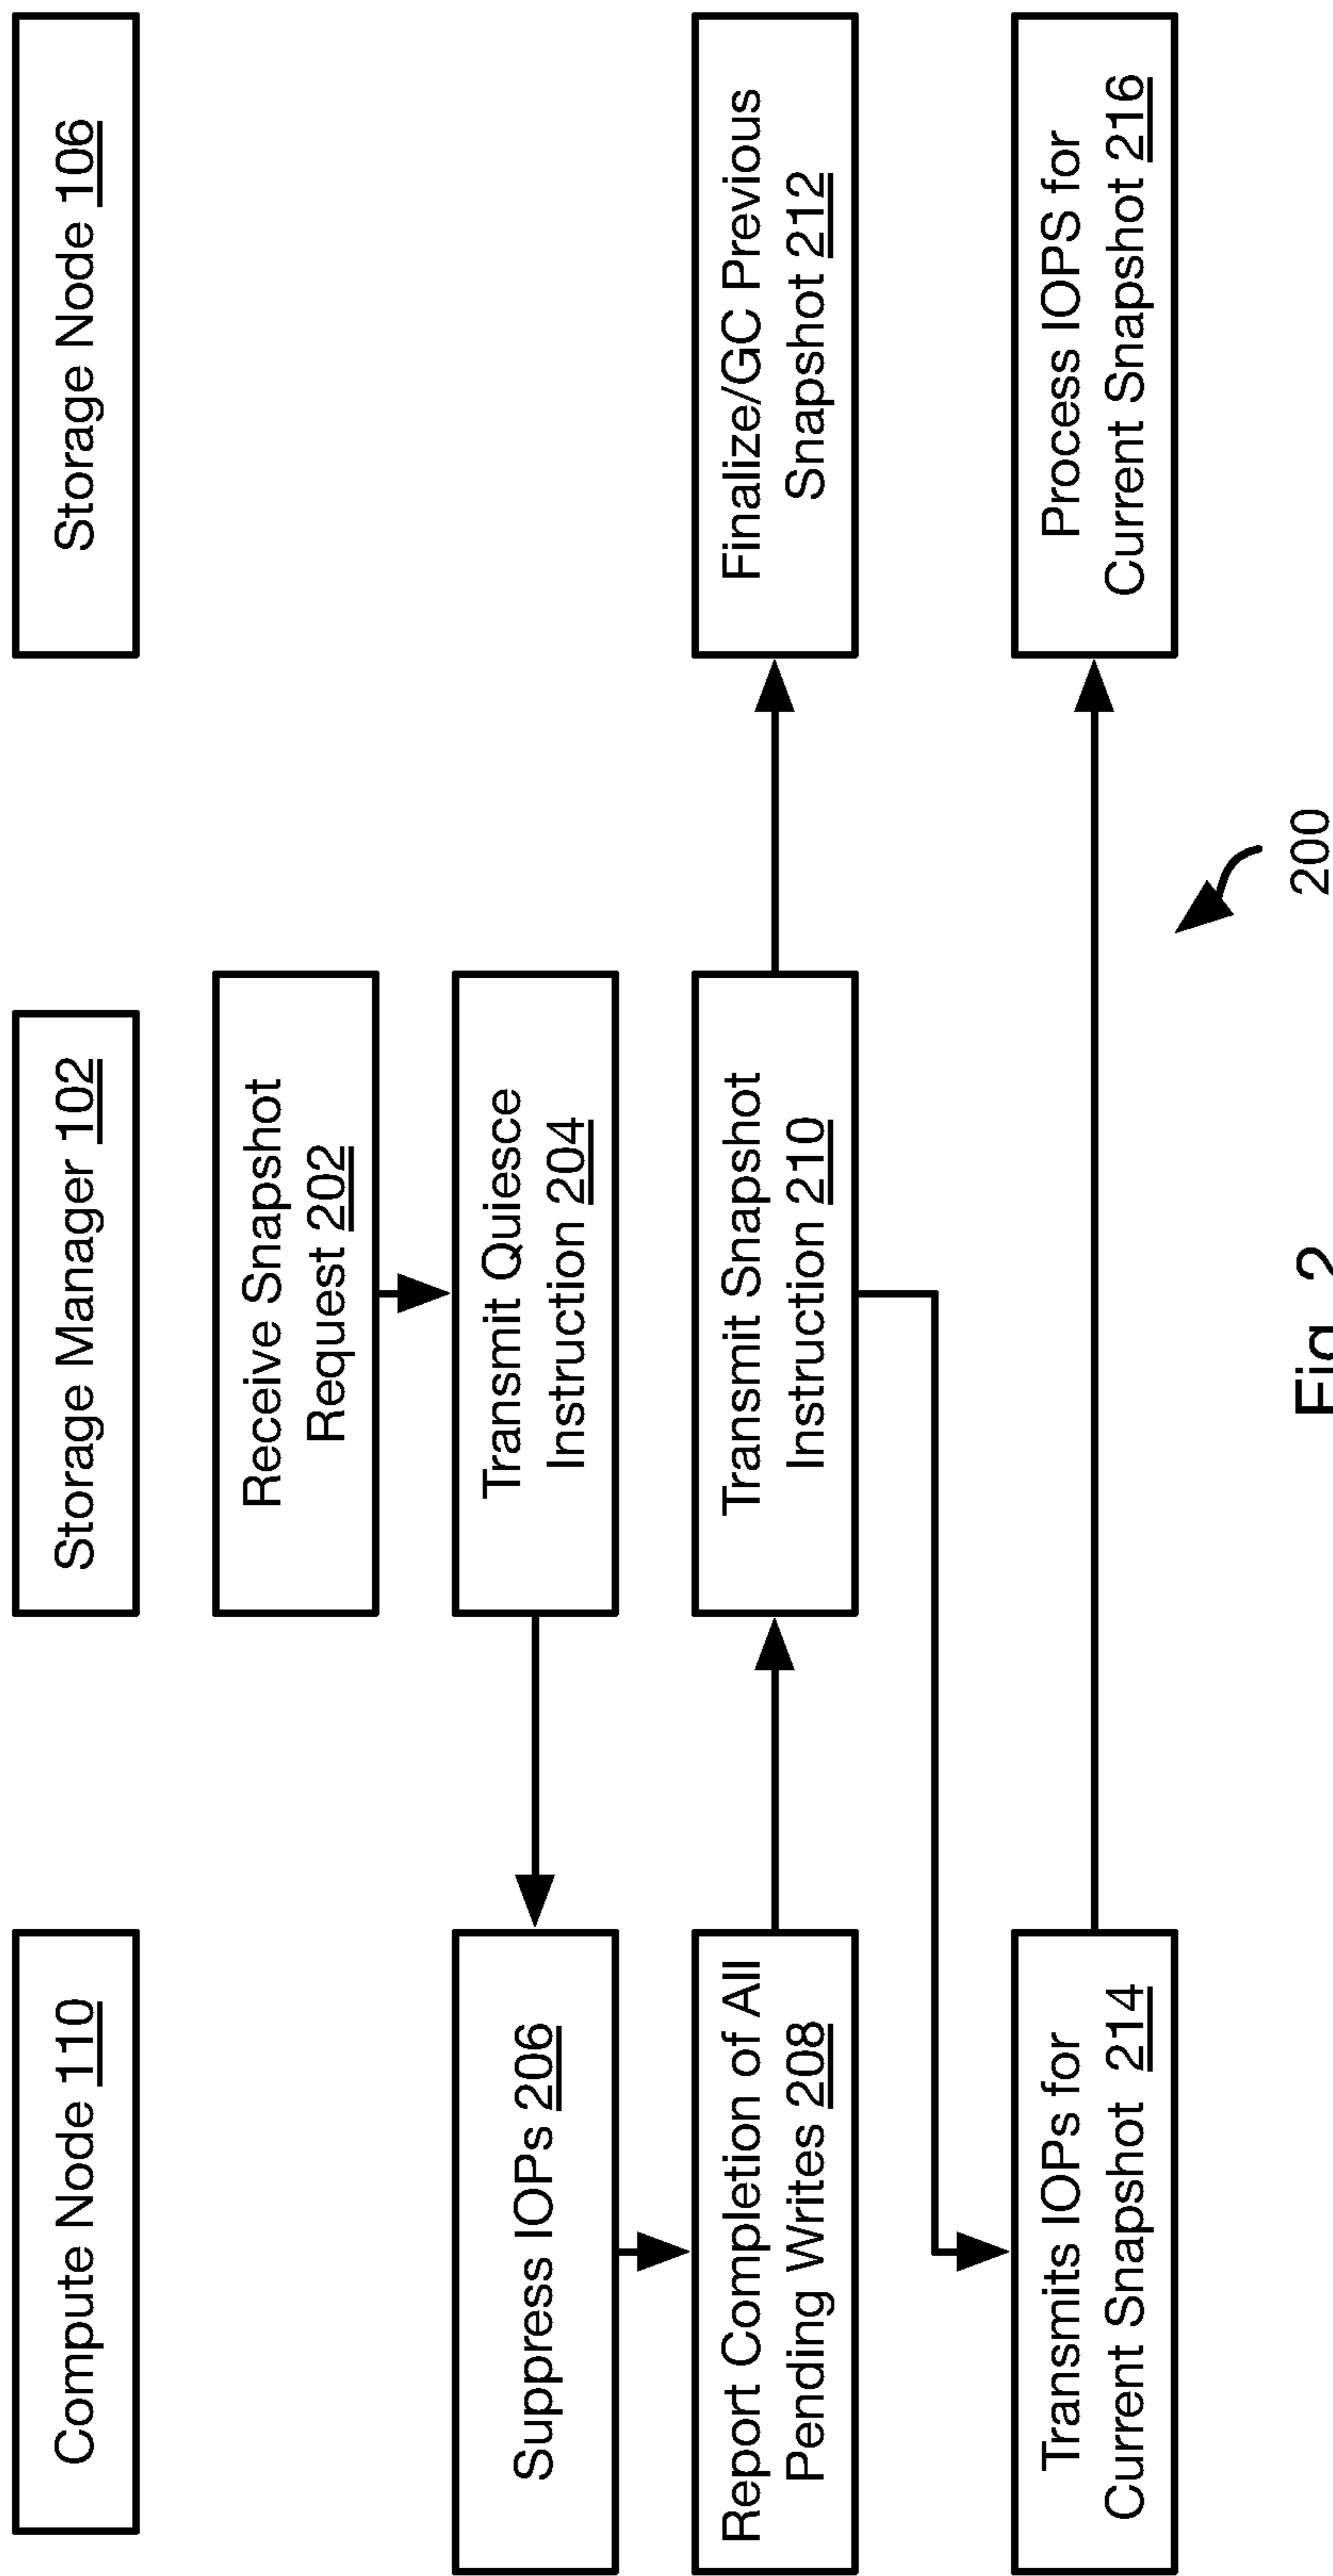 Compute Node 110
Storage Manager 102
Storage Node 106
Receive Snapshot
Request 202
Suppress IOPs 206
Transmit Quiesce
Instruction 204
Report Completion of All
Pending Writes 208
Transmit Snapshot
Instruction 210
Finalize/GC Previous
Snapshot 212
Transmits IOPs for
Current Snapshot 214
Process IOPS for
Current Snapshot 216
200
Fig. 2